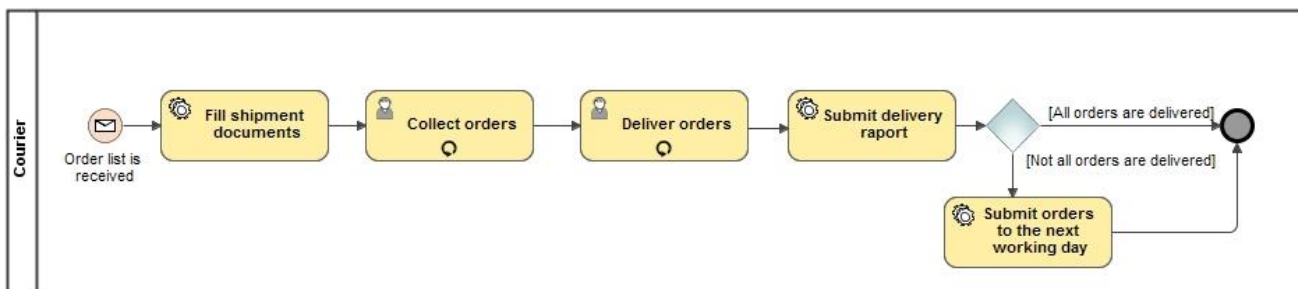 Courier
Order list is
received
Fill shipment
documents
Collect orders
Deliver orders
Submit delivery
raport
[All orders are delivered]
[Not all orders are delivered]
Submit orders
to the next
working day